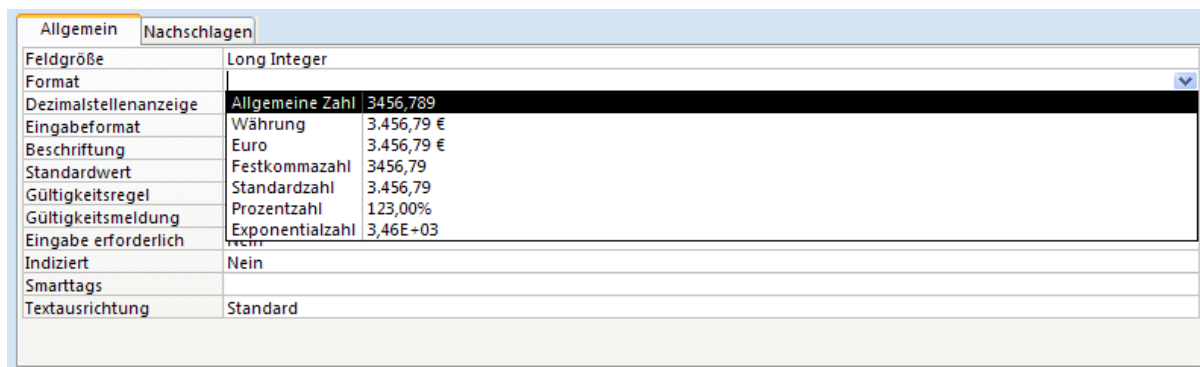 Allgemein Nachschlagen
Feldgröße Long Integer
Format
Dezimalstellenanzeige Allgemeine Zahl 3456,789
Eingabeformat Währung 3.456,79 €
Beschriftung Euro 3.456,79 €
Standardwert Festkommazahl 3456,79
Gültigkeitsregel Standardzahl 3.456,79
Gültigkeitsmeldung Prozentzahl 123,00%
Eingabe erforderlich Exponentialzahl 3,46E+03
Indiziert Nein
Smarttags
Textausrichtung Standard